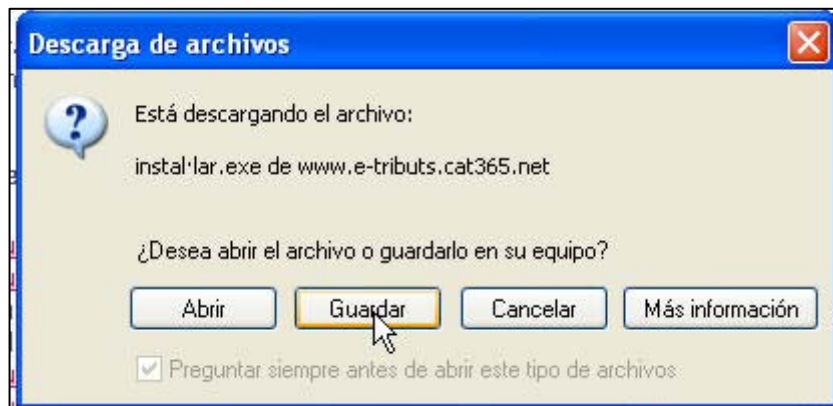 Descarga de archivos
Está descargando el archivo:
instal·lar.exe de www.e-tributs.cat365.net
¿Desea abrir el archivo o guardarlo en su equipo?
Abrir Guardar Cancelar Más información
Preguntar siempre antes de abrir este tipo de archivos